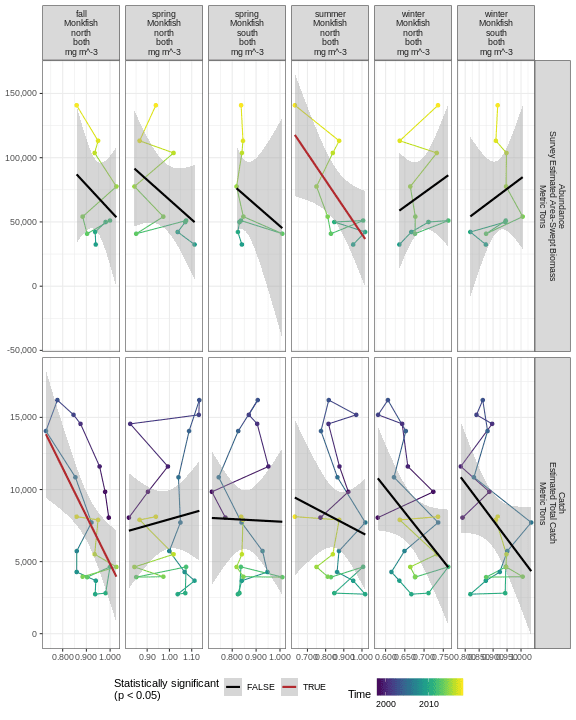 fall
Monkfish
north
both
mg m^-3
spring
Monkfish
north
both
mg m^-3
spring
Monkfish
south
both
mg m^-3
summer
Monkfish
north
both
mg m^-3
winter
Monkfish
north
both
mg m^-3
winter
Monkfish
south
both
mg m^-3
150,000
100,000
50,000
0
-50,000
Abundance
Survey Estimated Area-Swept Biomass
Metric Tons
15,000
10,000
5,000
0
Catch
Estimated Total Catch
Metric Tons
0.800 0.900 1.000
0.90 1.00 1.10
0.800 0.900 1.000
0.700 0.800 0.900 1.000
0.600 0.650 0.700 0.750
0.800 0.850 0.900 0.950 1.000
Statistically significant
(p < 0.05)
FALSE
TRUE
Time
2000
2010